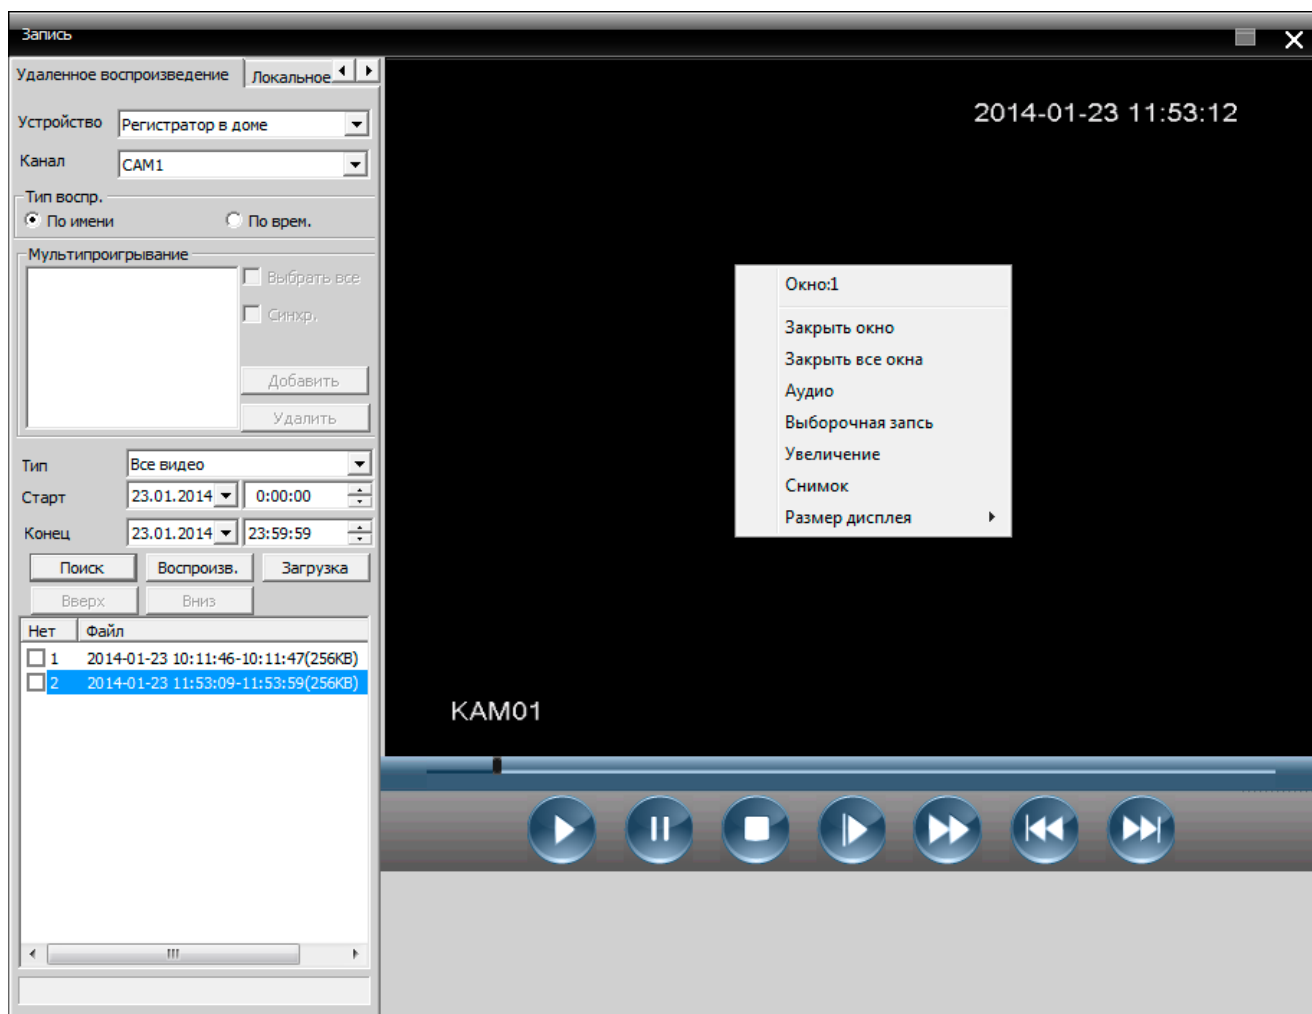 Запись
Удаленное воспроизведение
Локальное
2014-01-23 11:53:12
Устройство
Регистратор в доме
Канал
CAM1
Тип воспр.
По имени
По врем.
Мультипроигрывание
Выбрать все
Синхр.
Добавить
Удалить
Окно:1
Закрыть окно
Закрыть все окна
Аудио
Выборочная запсь
Увеличение
Снимок
Размер дисплея
Тип
Все видео
Старт
23.01.2014
0:00:00
Конец
23.01.2014
23:59:59
Поиск
Воспроизв.
Загрузка
Вверх
Вниз
Нет
Файл
1 2014-01-23 10:11:46-10:11:47(256KB)
2 2014-01-23 11:53:09-11:53:59(256KB)
KAM01